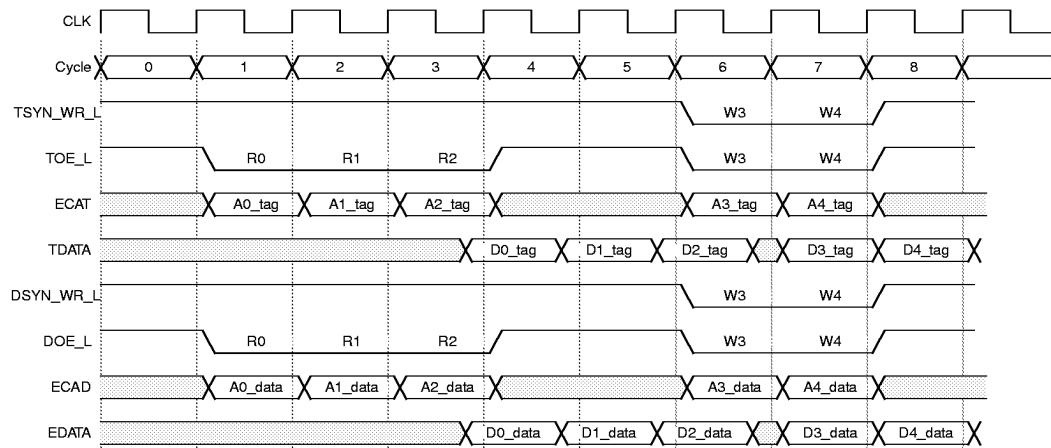 CLK
Cycle 0 1 2 3 4 5 6 7 8
TSYN_WR_L W3 W4
TOE_L R0 R1 R2 W3 W4
ECAT A0_tag A1_tag A2_tag A3_tag A4_tag
TDATA D0_tag D1_tag D2_tag D3_tag D4_tag
DSYN_WR_L W3 W4
DOE_L R0 R1 R2 W3 W4
ECAD A0_data A1_data A2_data A3_data A4_data
EDATA D0_data D1_data D2_data D3_data D4_data